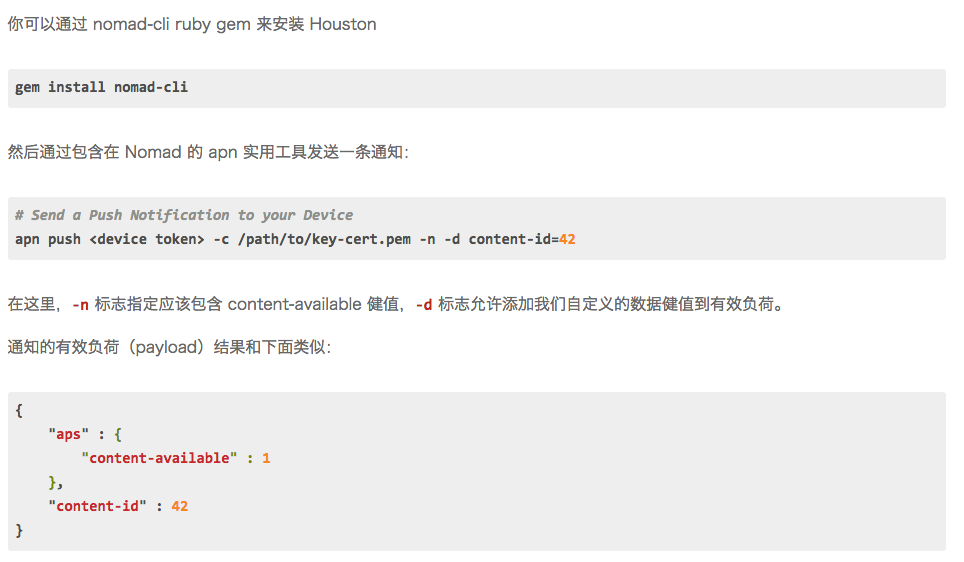 你可以通过 nomad-cli ruby gem 来安装 Houston
gem install nomad-cli
然后通过包含在 Nomad 的 apn 实用工具发送一条通知：
# Send a Push Notification to your Device
apn push <device token> -c /path/to/key-cert.pem -n -d content-id=42
在这里，-n 标志指定应该包含 content-available 健值，-d 标志允许添加我们自定义的数据健值到有效负荷。
通知的有效负荷（payload）结果和下面类似：
{
    "aps" : {
        "content-available" : 1
    },
    "content-id" : 42
}